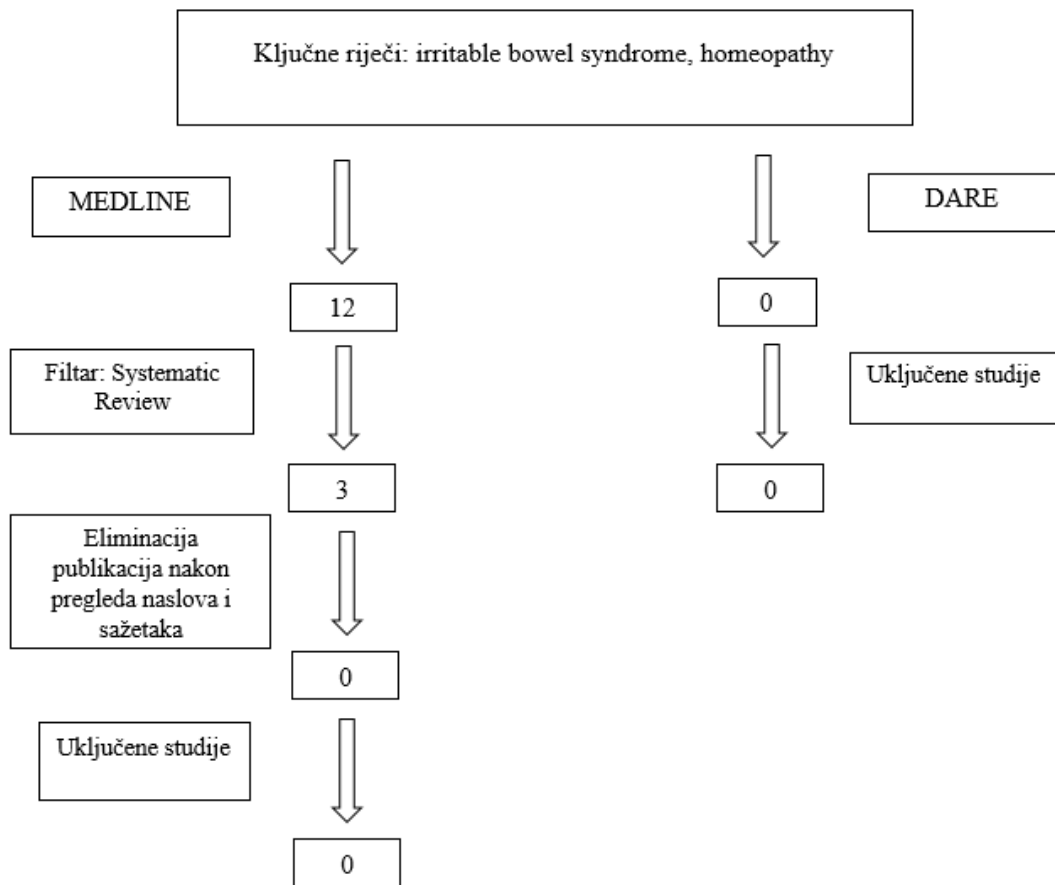 Ključne riječi: irritable bowel syndrome, homeopathy
MEDLINE
DARE
12
0
Filtar: Systematic
Review
Uključene studije
3
0
Eliminacija
publikacija nakon
pregleda naslova i
sažetaka
0
Uključene studije
0